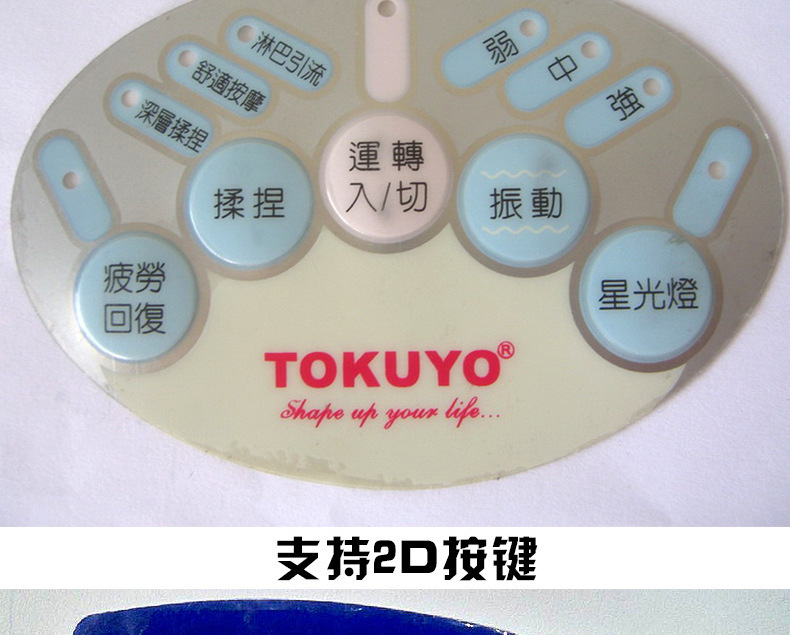 淋巴引流
舒適按摩
深層揉捏
弱
中
強
疲勞
回復
揉捏
運轉
入/切
振動
星光燈
TOKUYO®
Shape up your life...
支持2D按键